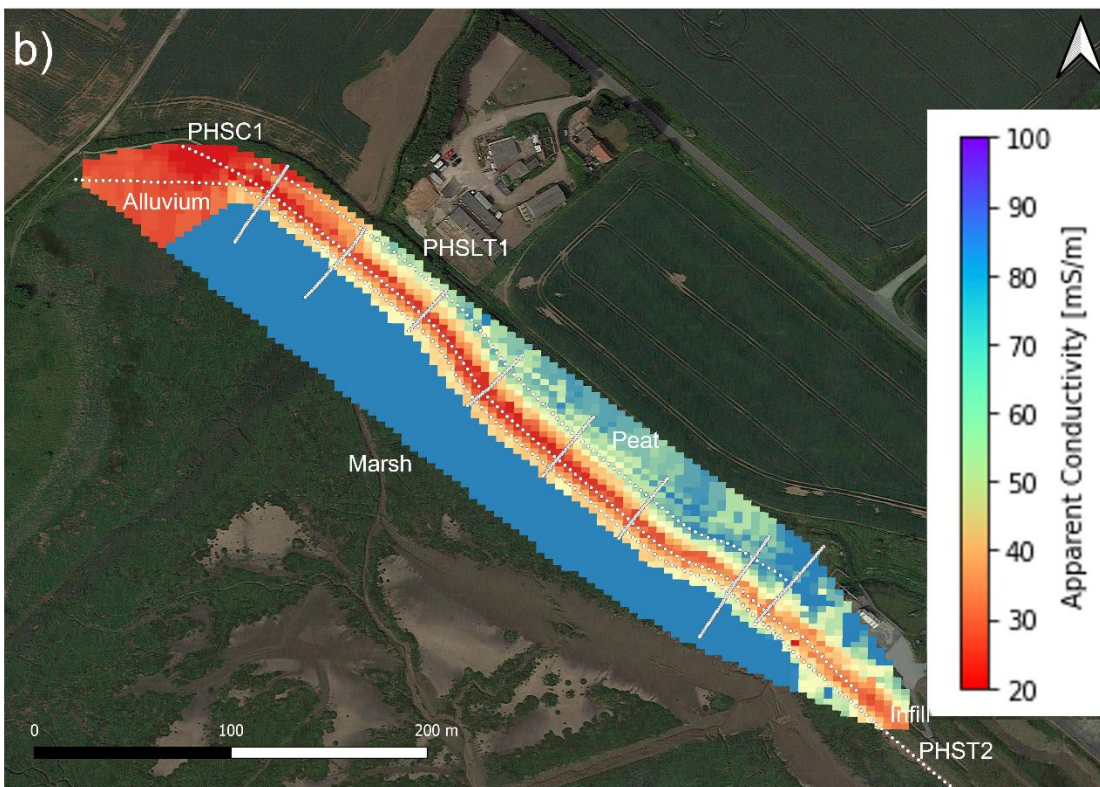 b)
PHSC1
Alluvium
PHSLT1
Peat
Marsh
Infill
PHST2
0 100 200 m
100
90
80
70
60
50
40
30
20
Apparent Conductivity [mS/m]